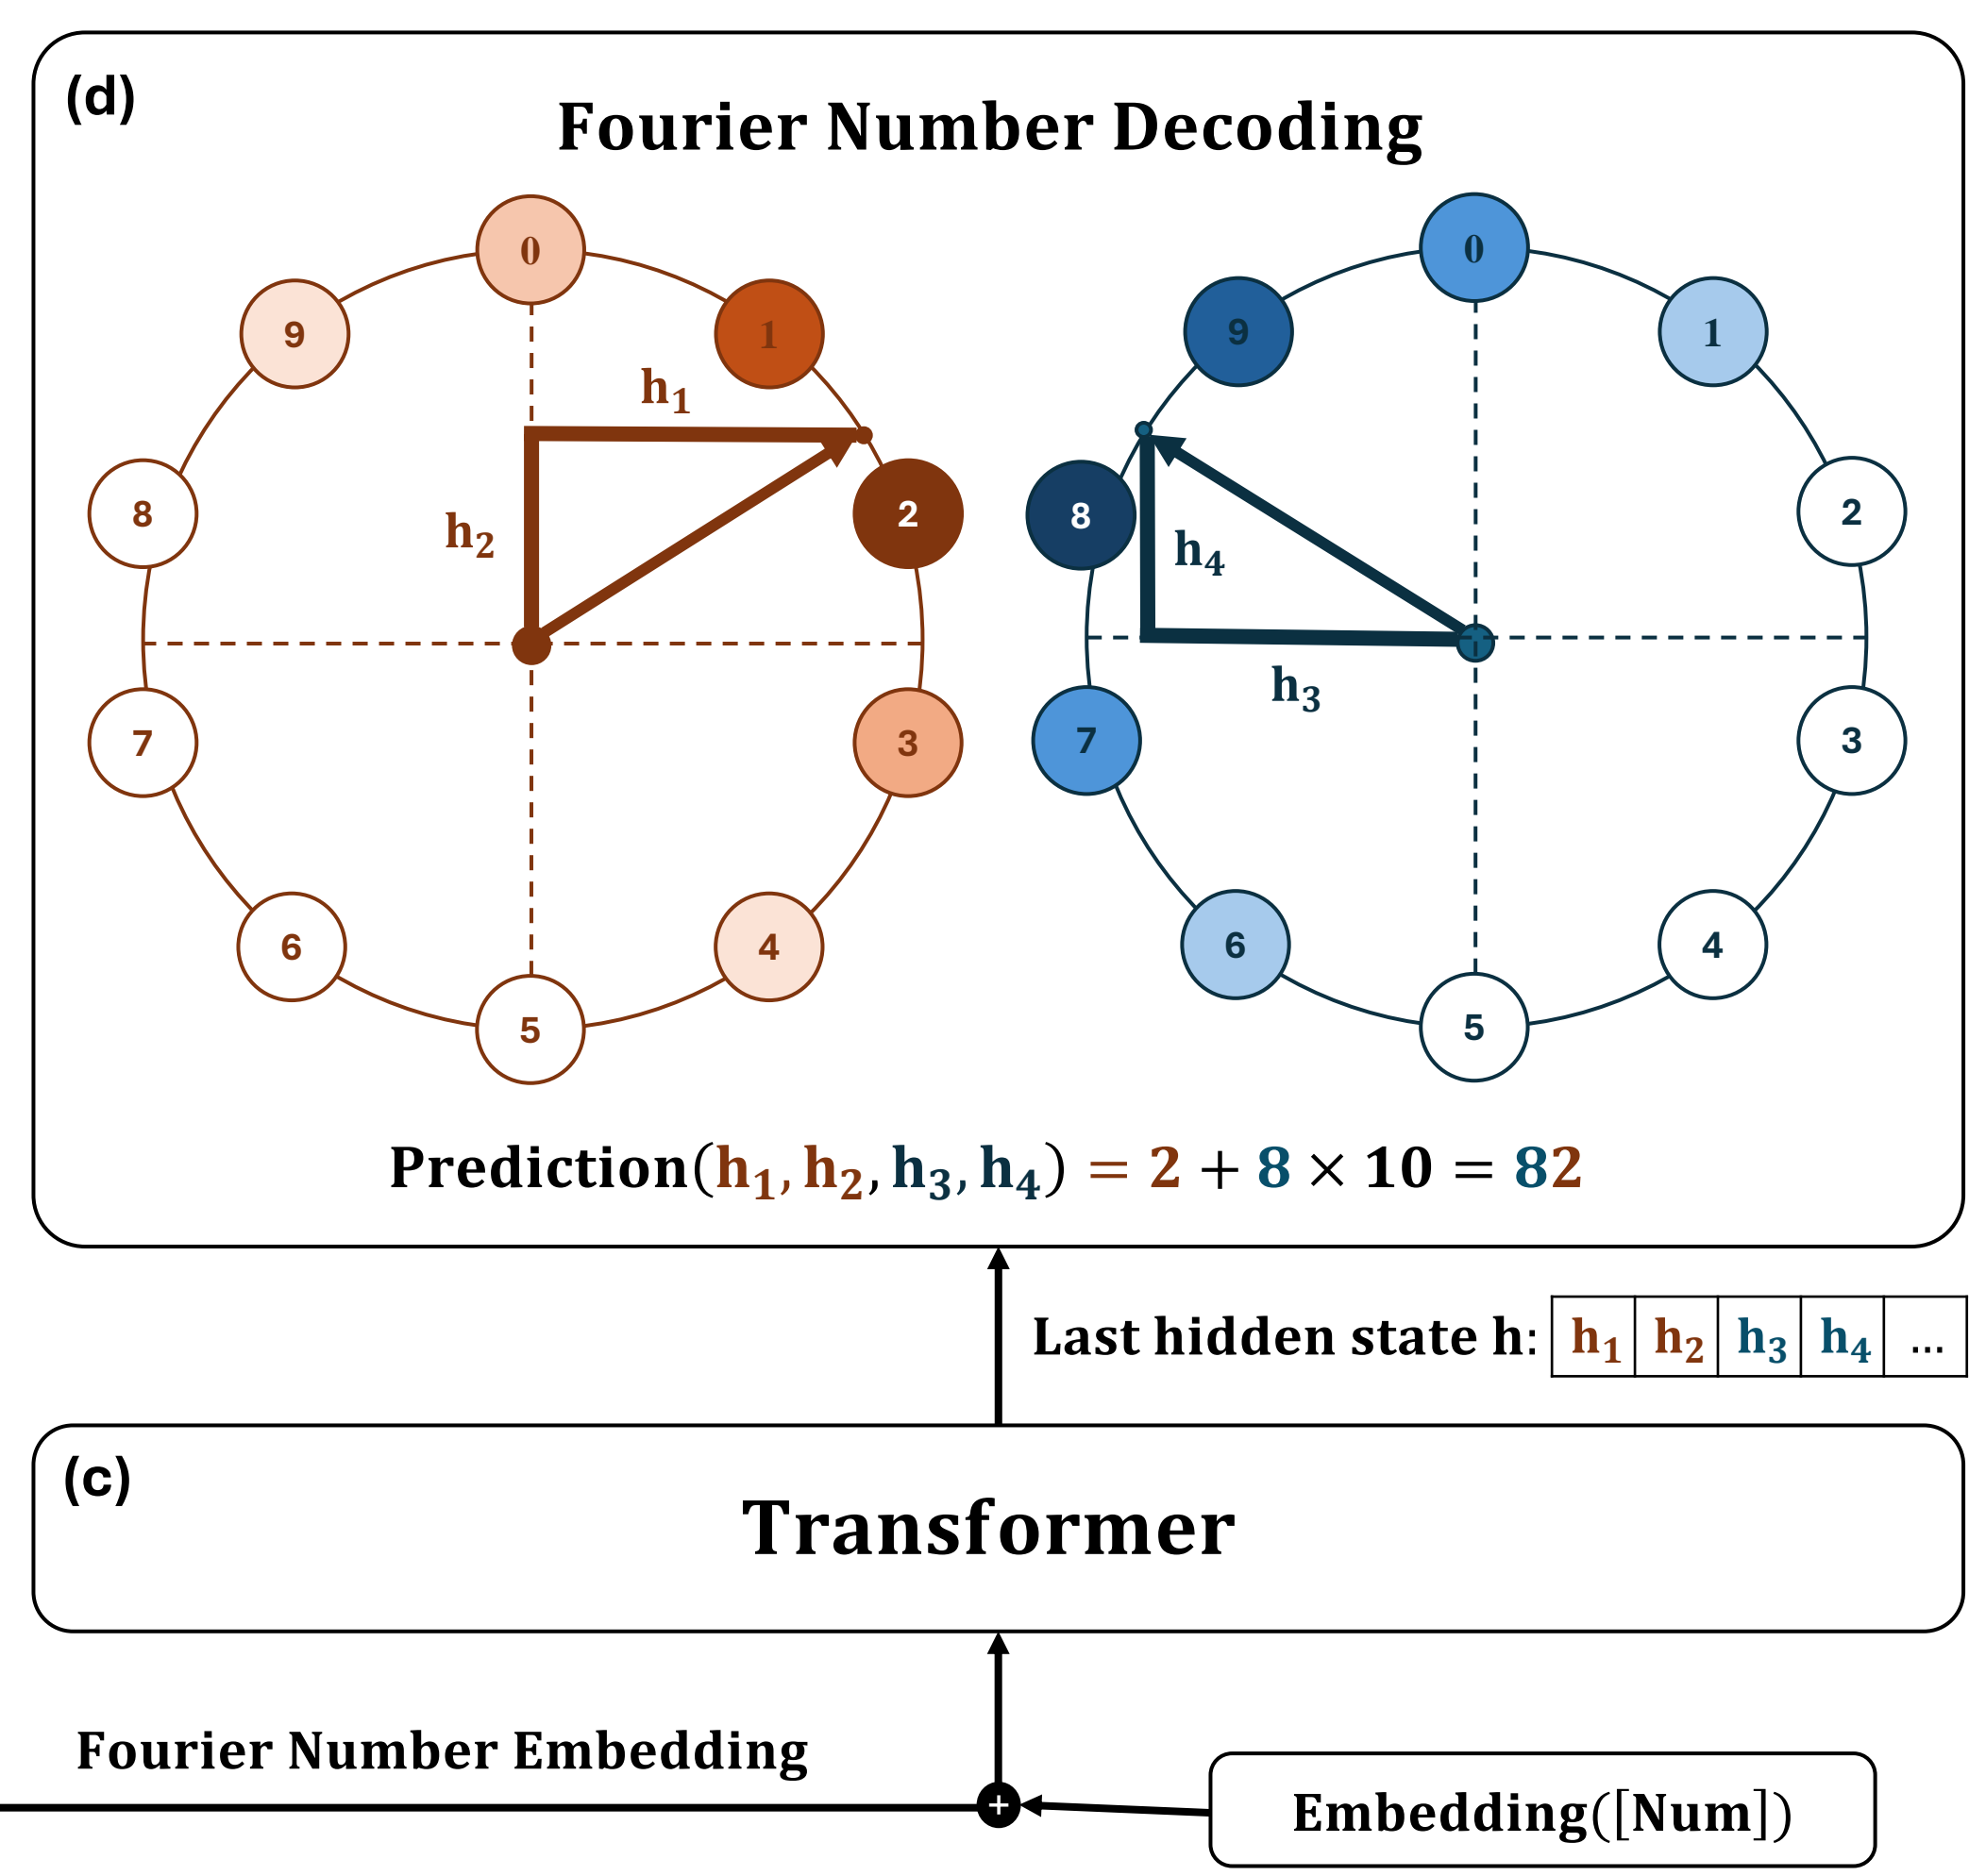 (d)
Fourier Number Decoding
0
9
1
h₁
8
h₂
2
7
3
6
4
5
0
9
1
8
h₄
2
7
h₃
3
6
4
5
Prediction(h₁, h₂, h₃, h₄) = 2 + 8 × 10 = 82
Last hidden state h: h₁ h₂ h₃ h₄ ...
(c)
Transformer
Fourier Number Embedding
+
Embedding([Num])